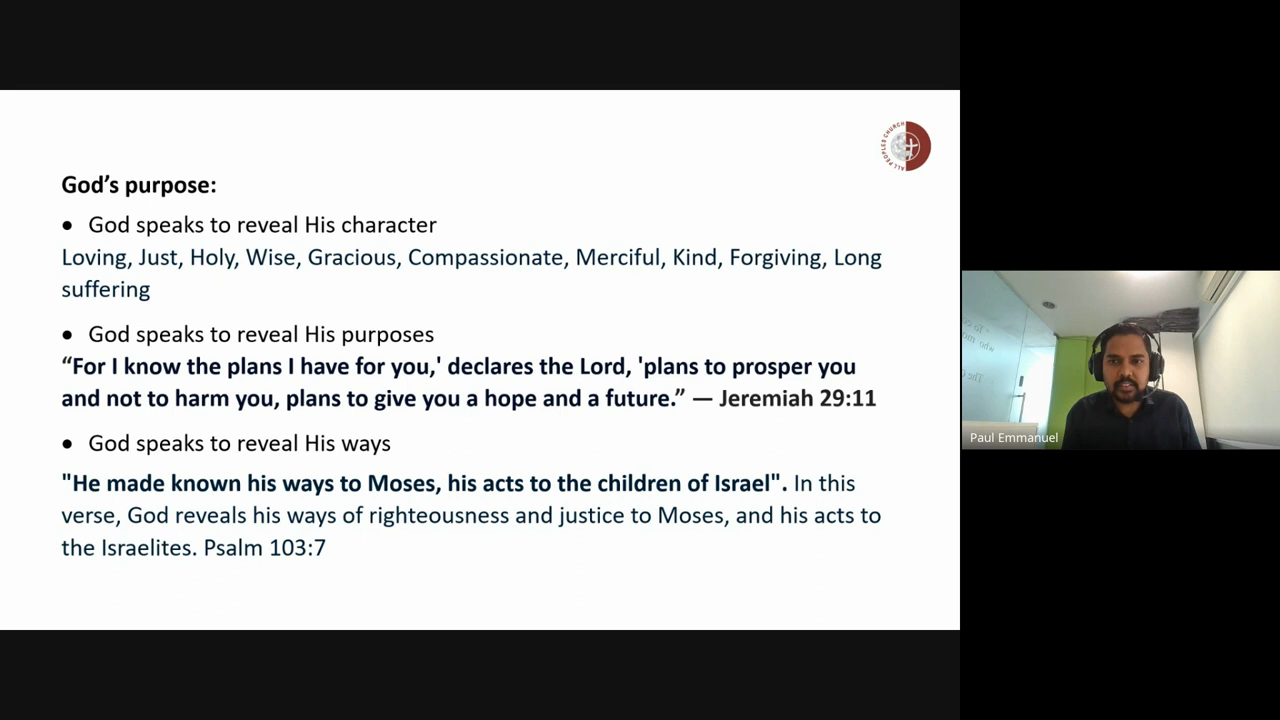 ALL PEOPLES CHURCH
God’s purpose:
• God speaks to reveal His character
Loving, Just, Holy, Wise, Gracious, Compassionate, Merciful, Kind, Forgiving, Long
suffering
• God speaks to reveal His purposes
“For I know the plans I have for you,' declares the Lord, 'plans to prosper you
and not to harm you, plans to give you a hope and a future.” — Jeremiah 29:11
• God speaks to reveal His ways
"He made known his ways to Moses, his acts to the children of Israel". In this
verse, God reveals his ways of righteousness and justice to Moses, and his acts to
the Israelites. Psalm 103:7
Paul Emmanuel